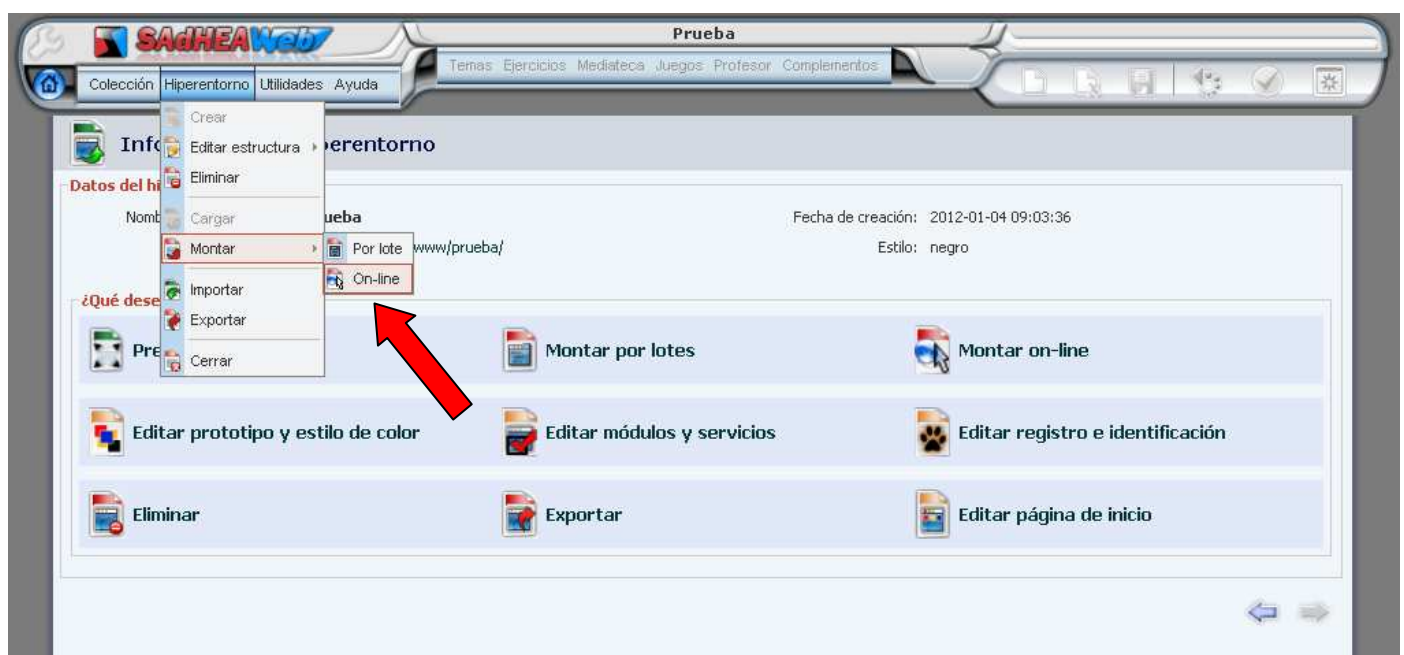 SAdHEAWeb
Prueba
Temas Ejercicios Mediateca Juegos Profesor Complementos
Colección Hiperentorno Utilidades Ayuda
Crear
Editar estructura
Eliminar
Cargar
Montar
Importar
Exportar
Cerrar
Por lote
On-line
Info
perentorno
Datos del hi
Nomb
ueba
Fecha de creación: 2012-01-04 09:03:36
www/prueba/
Estilo: negro
¿Qué dese
Pre
Montar por lotes
Montar on-line
Editar prototipo y estilo de color
Editar módulos y servicios
Editar registro e identificación
Eliminar
Exportar
Editar página de inicio